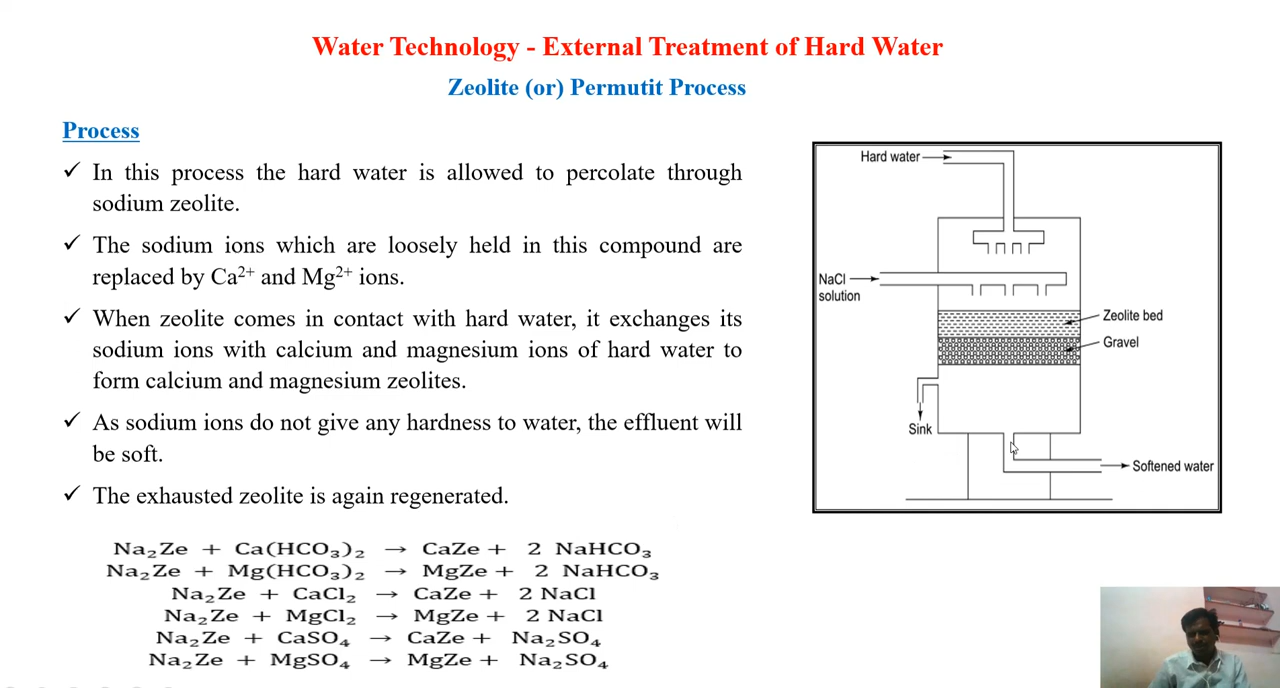 Water Technology - External Treatment of Hard Water
Zeolite (or) Permutit Process
Process
✓ In this process the hard water is allowed to percolate through
sodium zeolite.
✓ The sodium ions which are loosely held in this compound are
replaced by Ca²⁺ and Mg²⁺ ions.
✓ When zeolite comes in contact with hard water, it exchanges its
sodium ions with calcium and magnesium ions of hard water to
form calcium and magnesium zeolites.
✓ As sodium ions do not give any hardness to water, the effluent will
be soft.
✓ The exhausted zeolite is again regenerated.
Na₂Ze + Ca(HCO₃)₂ → CaZe + 2 NaHCO₃
Na₂Ze + Mg(HCO₃)₂ → MgZe + 2 NaHCO₃
Na₂Ze + CaCl₂ → CaZe + 2 NaCl
Na₂Ze + MgCl₂ → MgZe + 2 NaCl
Na₂Ze + CaSO₄ → CaZe + Na₂SO₄
Na₂Ze + MgSO₄ → MgZe + Na₂SO₄
Hard water
NaCl
solution
Zeolite bed
Gravel
Sink
Softened water